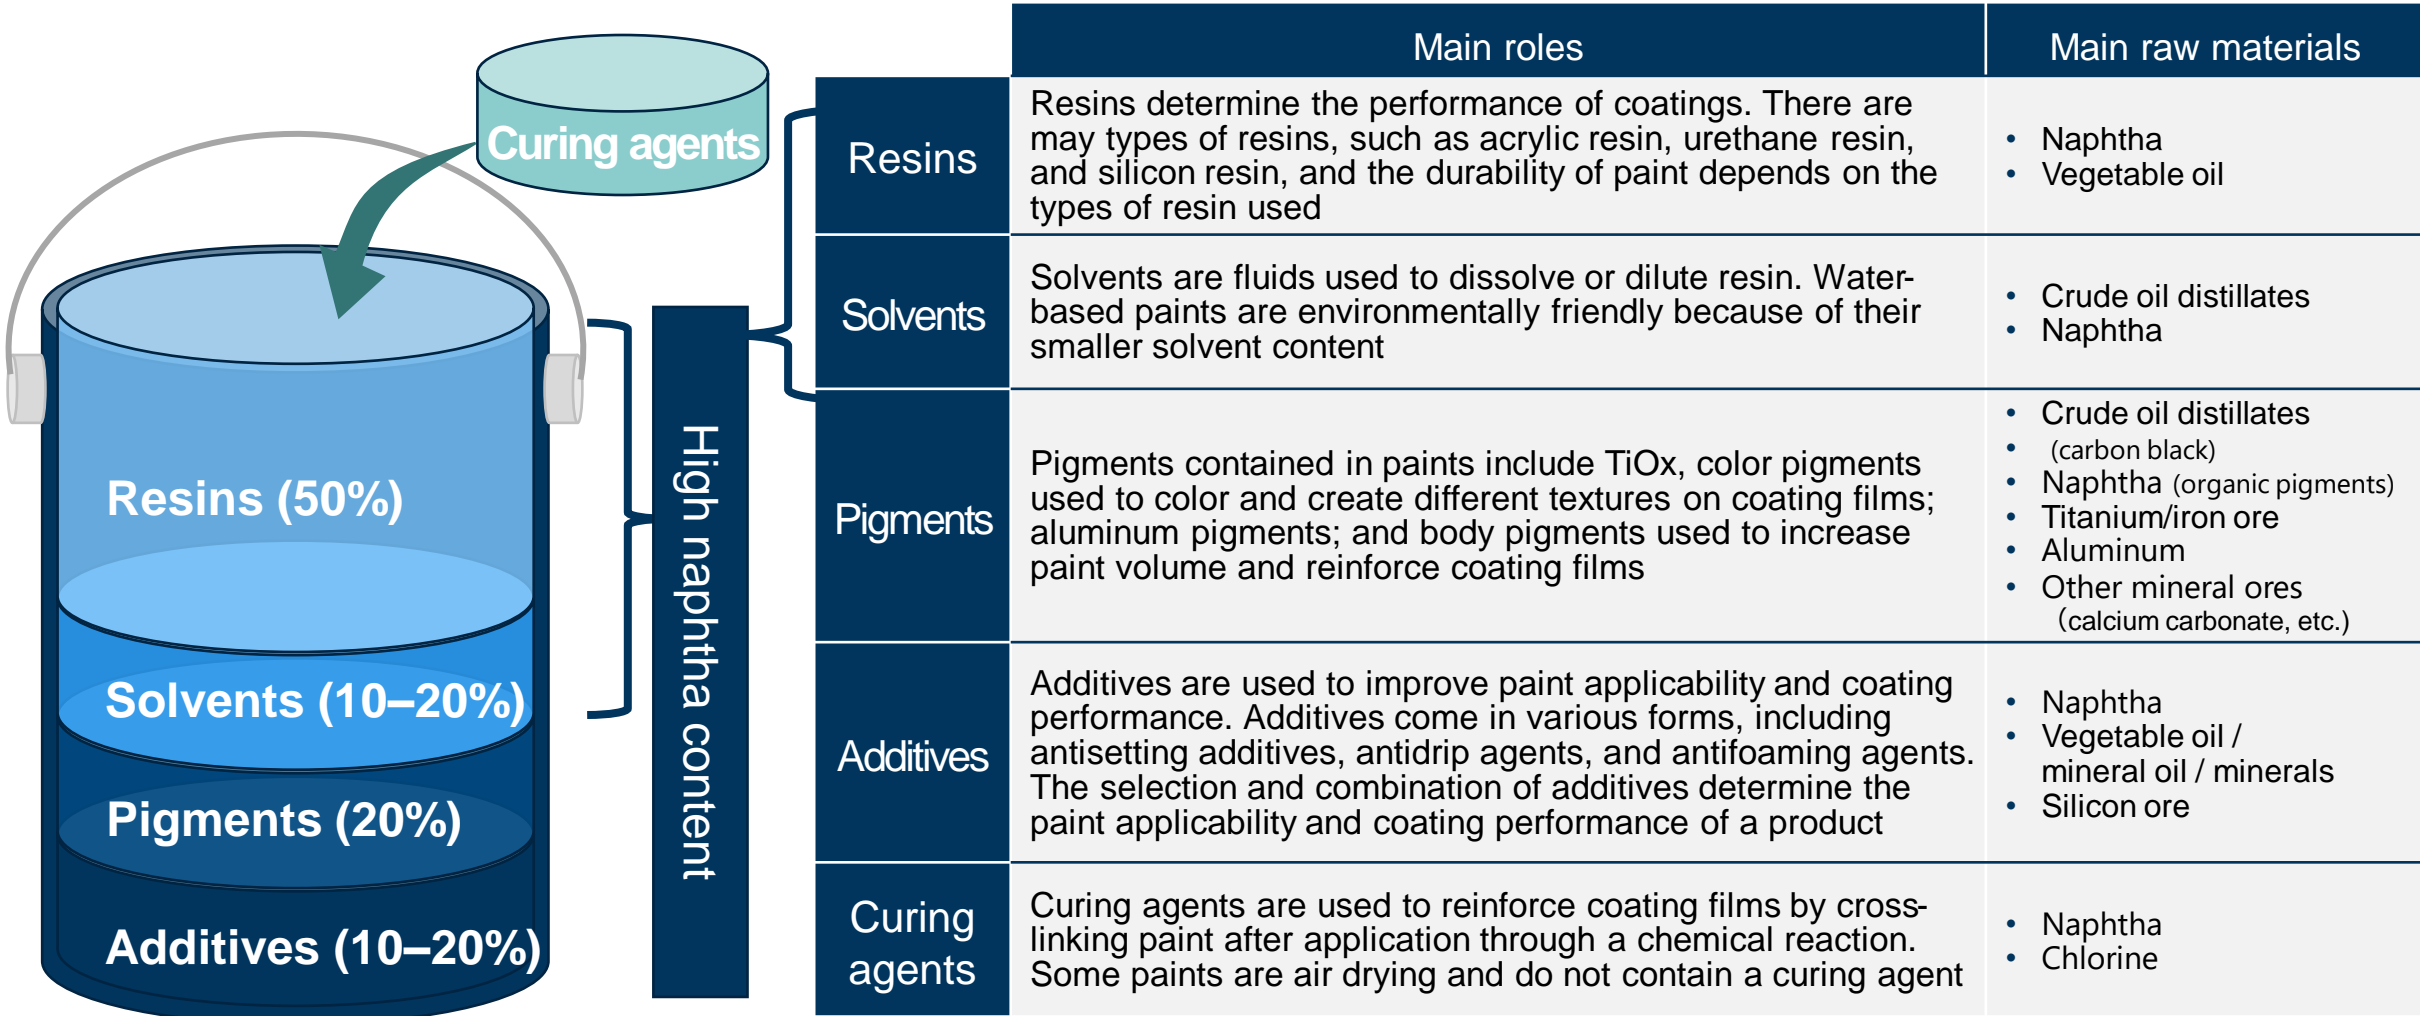 Curing agents
Resins (50%)
Solvents (10–20%)
Pigments (20%)
Additives (10–20%)
High naphtha content
Main roles
Main raw materials
Resins
Resins determine the performance of coatings. There are
may types of resins, such as acrylic resin, urethane resin,
and silicon resin, and the durability of paint depends on the
types of resin used
• Naphtha
• Vegetable oil
Solvents
Solvents are fluids used to dissolve or dilute resin. Water-
based paints are environmentally friendly because of their
smaller solvent content
• Crude oil distillates
• Naphtha
Pigments
Pigments contained in paints include TiOx, color pigments
used to color and create different textures on coating films;
aluminum pigments; and body pigments used to increase
paint volume and reinforce coating films
• Crude oil distillates
• (carbon black)
• Naphtha (organic pigments)
• Titanium/iron ore
• Aluminum
• Other mineral ores
（calcium carbonate, etc.)
Additives
Additives are used to improve paint applicability and coating
performance. Additives come in various forms, including
antisetting additives, antidrip agents, and antifoaming agents.
The selection and combination of additives determine the
paint applicability and coating performance of a product
• Naphtha
• Vegetable oil /
mineral oil / minerals
• Silicon ore
Curing
agents
Curing agents are used to reinforce coating films by cross-
linking paint after application through a chemical reaction.
Some paints are air drying and do not contain a curing agent
• Naphtha
• Chlorine